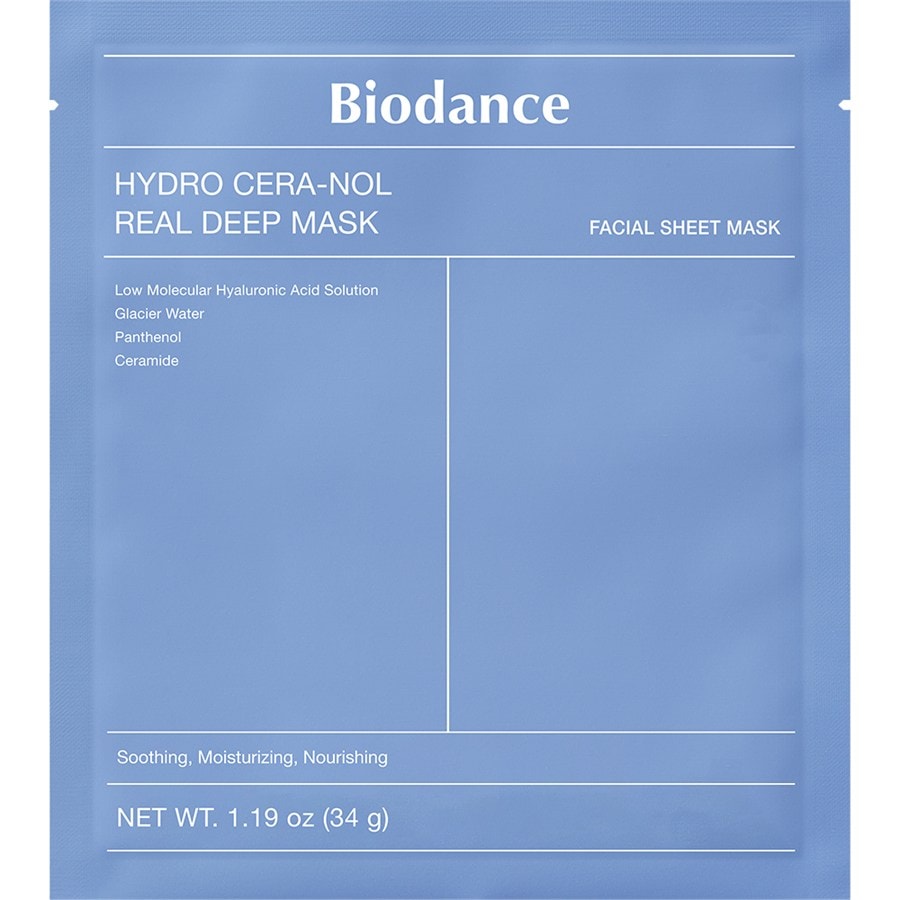 Biodance
HYDRO CERA-NOL
REAL DEEP MASK
FACIAL SHEET MASK
Low Molecular Hyaluronic Acid Solution
Glacier Water
Panthenol
Ceramide
Soothing, Moisturizing, Nourishing
NET WT. 1.19 oz (34 g)